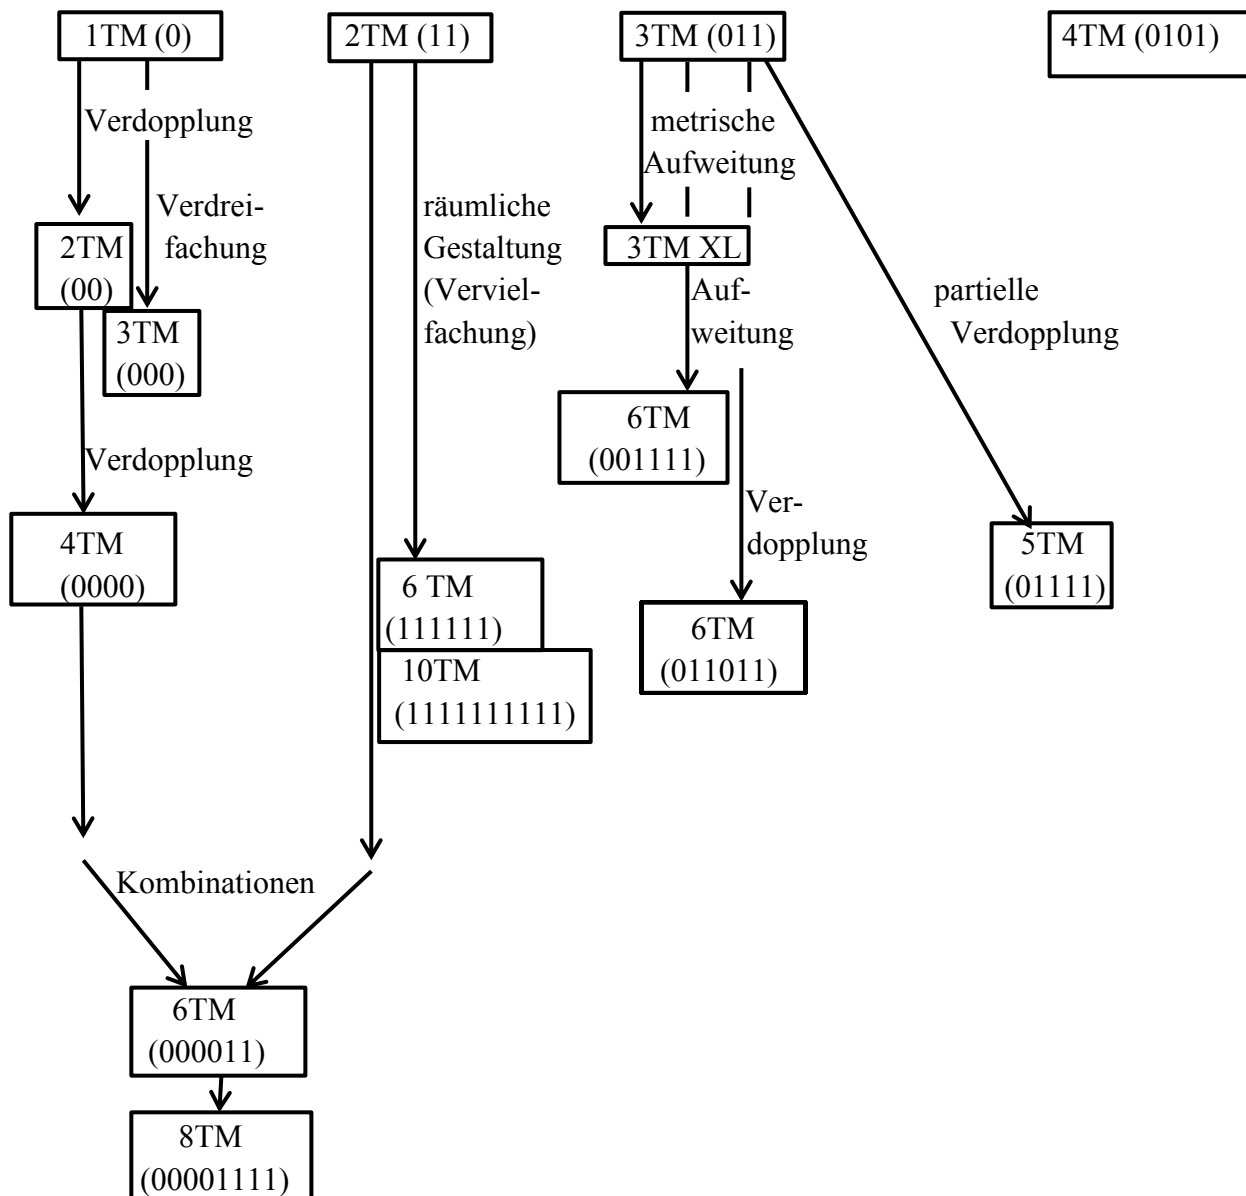 1TM (0)
2TM (11)
3TM (011)
4TM (0101)
Verdopplung
metrische
Aufweitung
Verdrei-
fachung
räumliche
Gestaltung
(Verviel-
fachung)
2TM
(00)
3TM XL
Auf-
weitung
partielle
Verdopplung
3TM
(000)
6TM
(001111)
Verdopplung
Ver-
dopplung
4TM
(0000)
5TM
(01111)
6 TM
(111111)
6TM
(011011)
10TM
(1111111111)
Kombinationen
6TM
(000011)
8TM
(00001111)